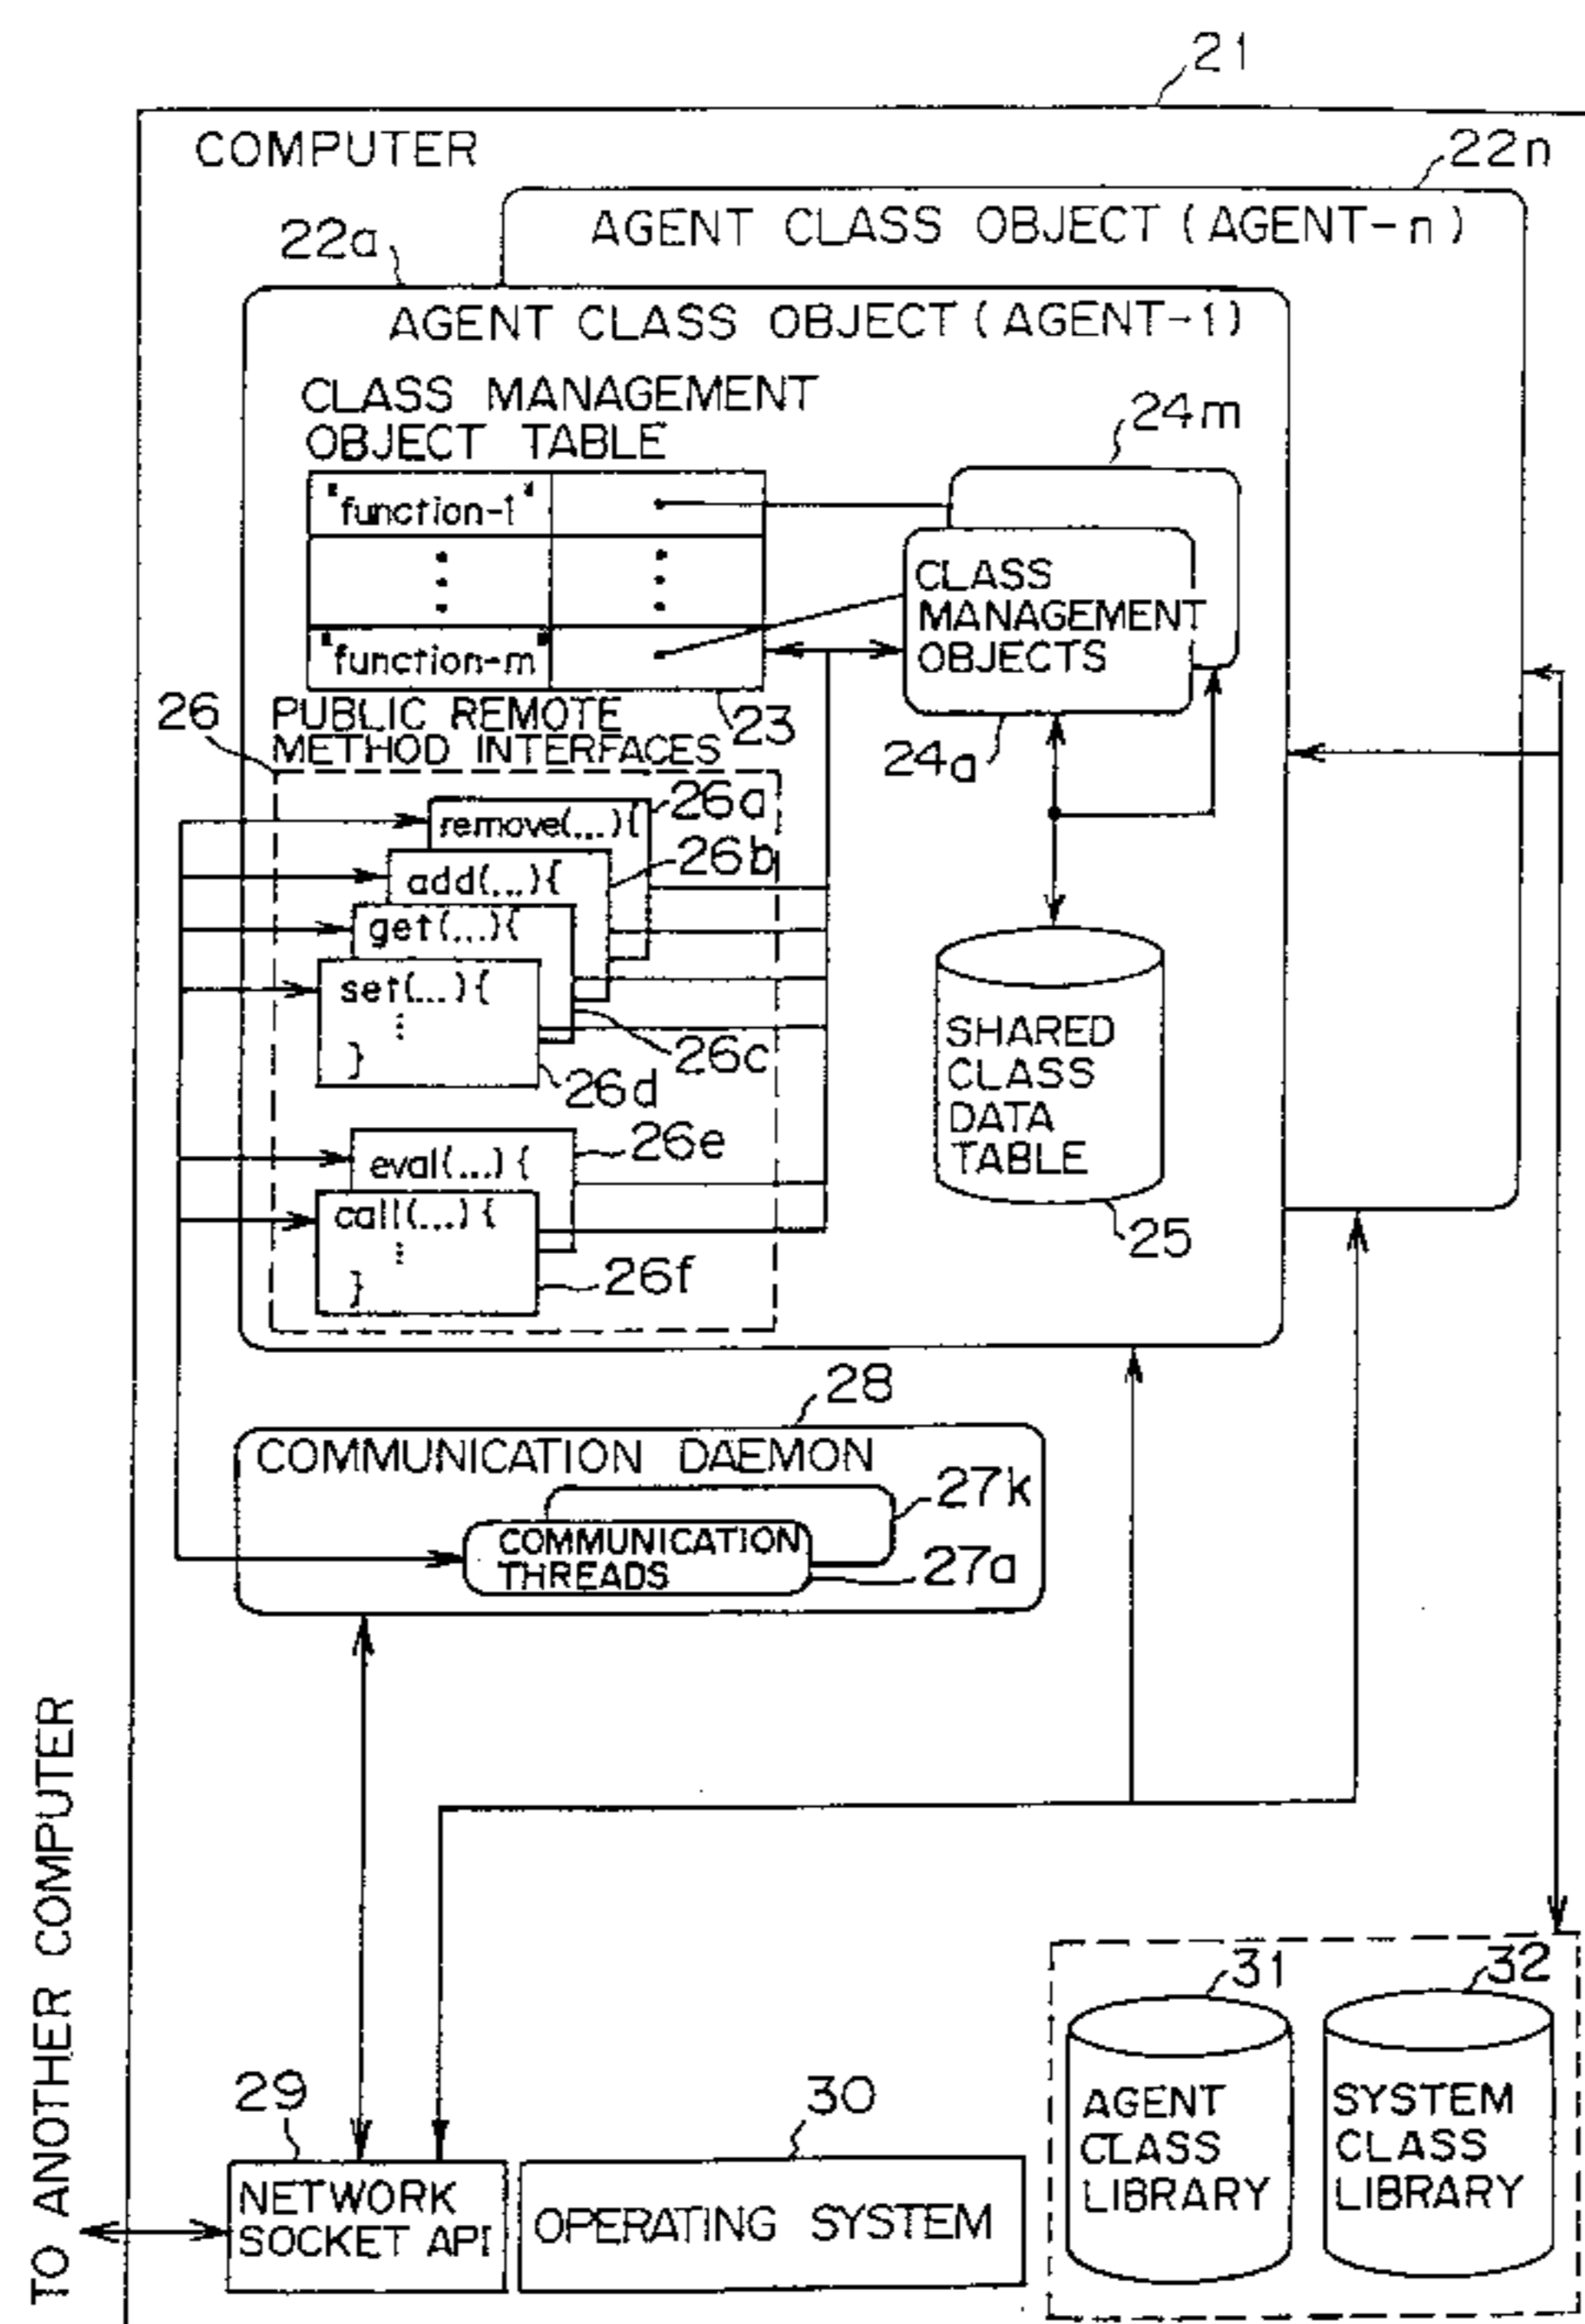 21
COMPUTER
22n
AGENT CLASS OBJECT (AGENT-n)
22a
AGENT CLASS OBJECT (AGENT-1)
CLASS MANAGEMENT
OBJECT TABLE
24m
"function-1"
CLASS
MANAGEMENT
OBJECTS
"function-m"
23
24a
26
PUBLIC REMOTE
METHOD INTERFACES
26a
remove(...){
26b
add(...){
get(...){
set(...){
⋮
}
26c
26d
SHARED
CLASS
DATA
TABLE
25
26e
eval(...) {
call(...) {
⋮
}
26f
28
COMMUNICATION DAEMON
27k
COMMUNICATION
THREADS
27a
TO ANOTHER COMPUTER
29
NETWORK
SOCKET API
30
OPERATING SYSTEM
31
AGENT
CLASS
LIBRARY
32
SYSTEM
CLASS
LIBRARY